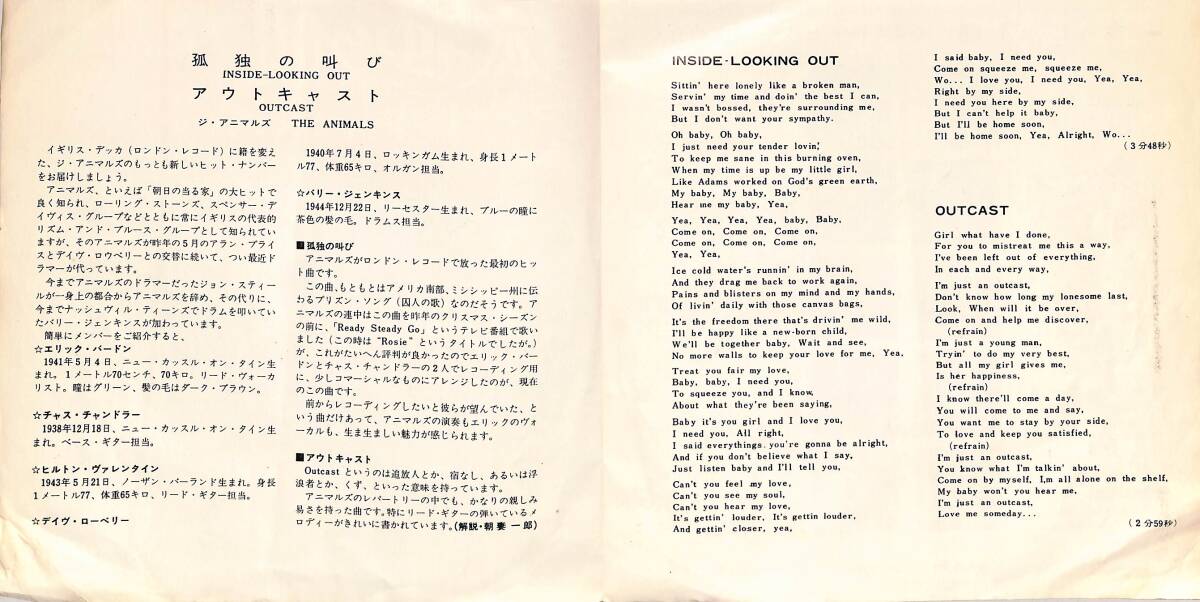 孤独の叫び
INSIDE-LOOKING OUT
アウトキャスト
OUTCAST
ジ・アニマルズ THE ANIMALS
イギリス・デッカ(ロンドン・レコード)に籍を変え
た、ジ・アニマルズのもっとも新しいヒット・ナンバー
をお届けしましょう。
アニマルズ、といえば「朝日の当る家」の大ヒットで
良く知られ、ローリング・ストーンズ、スペンサー・デ
イヴィス・グループなどとともに常にイギリスの代表的
リズム・アンド・ブルース・グループとして知られてい
ますが、そのアニマルズが昨年の5月のアラン・プライ
スとデイヴ・ロウベリーとの交替に続いて、つい最近ド
ラマーが代っています。
今までアニマルズのドラマーだったジョン・スティー
ルが一身上の都合からアニマルズを辞め、その代りに、
今までナッシュヴィル・ティーンズでドラムを叩いてい
たバリー・ジェンキンスが加わっています。
簡単にメンバーをご紹介すると、
☆エリック・バードン
1941年5月4日、ニュー・カッスル・オン・タイン生
まれ。1メートル70センチ、70キロ。リード・ヴォーカ
リスト。瞳はグリーン、髪の毛はダーク・ブラウン。
☆チャス・チャンドラー
1938年12月18日、ニュー・カッスル・オン・タイン生
まれ。ベース・ギター担当。
☆ヒルトン・ヴァレンタイン
1943年5月21日、ノーザン・バーランド生まれ。身長
1メートル77、体重65キロ、リード・ギター担当。
☆デイヴ・ローベリー
1940年7月4日、ロッキンガム生まれ、身長1メート
ル77、体重65キロ、オルガン担当。
☆バリー・ジェンキンス
1944年12月22日、リーセスター生まれ、ブルーの瞳に
茶色の髪の毛。ドラムス担当。
■孤独の叫び
アニマルズがロンドン・レコードで放った最初のヒッ
ト曲です。
この曲、もともとはアメリカ南部、ミシシッピー州に伝
わるプリズン・ソング(囚人の歌)なのだそうです。ア
ニマルズの連中はこの曲を昨年のクリスマス・シーズン
の前に、「Ready Steady Go」というテレビ番組で歌い
ました(この時は"Rosie"というタイトルでしたが。)
が、これがたいへん評判が良かったのでエリック・バー
ドンとチャス・チャンドラーの2人でレコーディング用
に、少しコマーシャルなものにアレンジしたのが、現在
のこの曲です。
前からレコーディングしたいと彼らが望んでいた、と
いう曲だけあって、アニマルズの演奏もエリックのヴォ
ーカルも、生ま生ましい魅力が感じられます。
■アウトキャスト
Outcast というのは追放人とか、宿なし、あるいは浮
浪者とか、くず、といった意味を持っています。
アニマルズのレパートリーの中でも、かなりの親しみ
易さを持った曲です。特にリード・ギターの弾いているメ
ロディーがきれいに書かれています。(解説・朝妻一郎)
INSIDE-LOOKING OUT
Sittin' here lonely like a broken man,
Servin' my time and doin' the best I can,
I wasn't bossed, they're surrounding me,
But I don't want your sympathy.
Oh baby, Oh baby,
I just need your tender lovin',
To keep me sane in this burning oven,
When my time is up be my little girl,
Like Adams worked on God's green earth,
My baby, My baby, Baby,
Hear me my baby, Yea,
Yea, Yea, Yea, Yea, baby, Baby.
Come on, Come on, Come on,
Come on, Come on, Come on,
Yea, Yea,
Ice cold water's runnin' in my brain,
And they drag me back to work again,
Pains and blisters on my mind and my hands,
Of livin' daily with those canvas bags,
It's the freedom there that's drivin' me wild,
I'll be happy like a new-born child,
We'll be together baby, Wait and see,
No more walls to keep your love for me, Yea.
Treat you fair my love,
Baby, baby, I need you,
To squeeze you, and I know,
About what they're been saying,
Baby it's you girl and I love you,
I need you, All right,
I said everythings you're gonna be alright,
And if you don't believe what I say,
Just listen baby and I'll tell you,
Can't you feel my love,
Can't you see my soul,
Can't you hear my love,
It's gettin' louder, It's gettin louder,
And gettin' closer, yea,
I said baby, I need you,
Come on squeeze me, squeeze me,
Wo... I love you, I need you, Yea, Yea,
Right by my side,
I need you here by my side,
But I can't help it baby,
But I'll be home soon,
I'll be home soon, Yea, Alright, Wo...
(3分48秒)
OUTCAST
Girl what have I done,
For you to mistreat me this a way,
I've been left out of everything,
In each and every way,
I'm just an outcast,
Don't know how long my lonesome last,
Look, When will it be over,
Come on and help me discover,
(refrain)
I'm just a young man,
Tryin' to do my very best,
But all my girl gives me,
Is her happiness,
(refrain)
I know there'll come a day,
You will come to me and say,
You want me to stay by your side,
To love and keep you satisfied,
(refrain)
I'm just an outcast,
You know what I'm talkin' about,
Come on by myself, I,m all alone on the shelf,
My baby won't you hear me,
I'm just an outcast,
Love me someday...
(2分59秒)